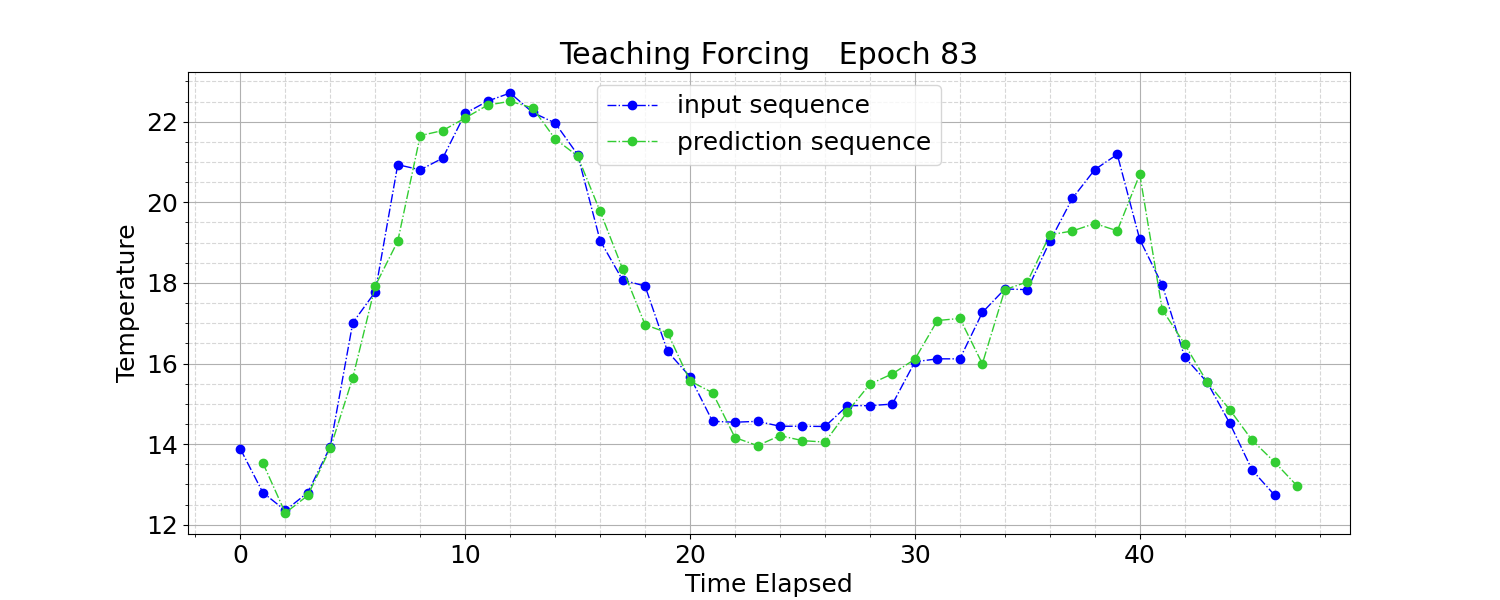 Teaching Forcing   Epoch 83
input sequence
prediction sequence
Temperature
22
20
18
16
14
12
0 10 20 30 40
Time Elapsed